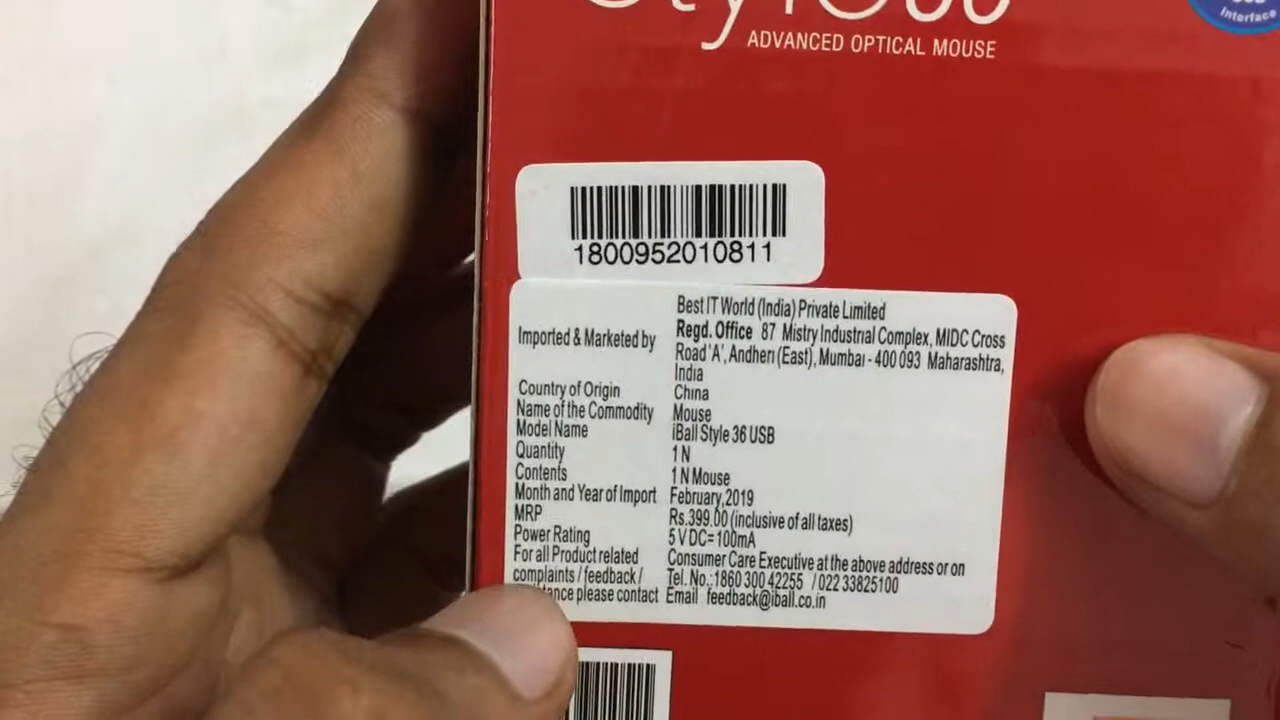 ADVANCED OPTICAL MOUSE
Interface
1800952010811
Imported & Marketed by Best IT World (India) Private Limited
Regd. Office 87 Mistry Industrial Complex, MIDC Cross
Road 'A', Andheri (East), Mumbai - 400 093 Maharashtra,
India
Country of Origin China
Name of the Commodity Mouse
Model Name iBall Style 36 USB
Quantity 1 N
Contents 1 N Mouse
Month and Year of Import February,2019
MRP Rs.399.00 (inclusive of all taxes)
Power Rating 5 V DC=100mA
For all Product related Consumer Care Executive at the above address or on
complaints / feedback / Tel. No.:1860 300 42255 / 022 33825100
please contact Email feedback@iball.co.in